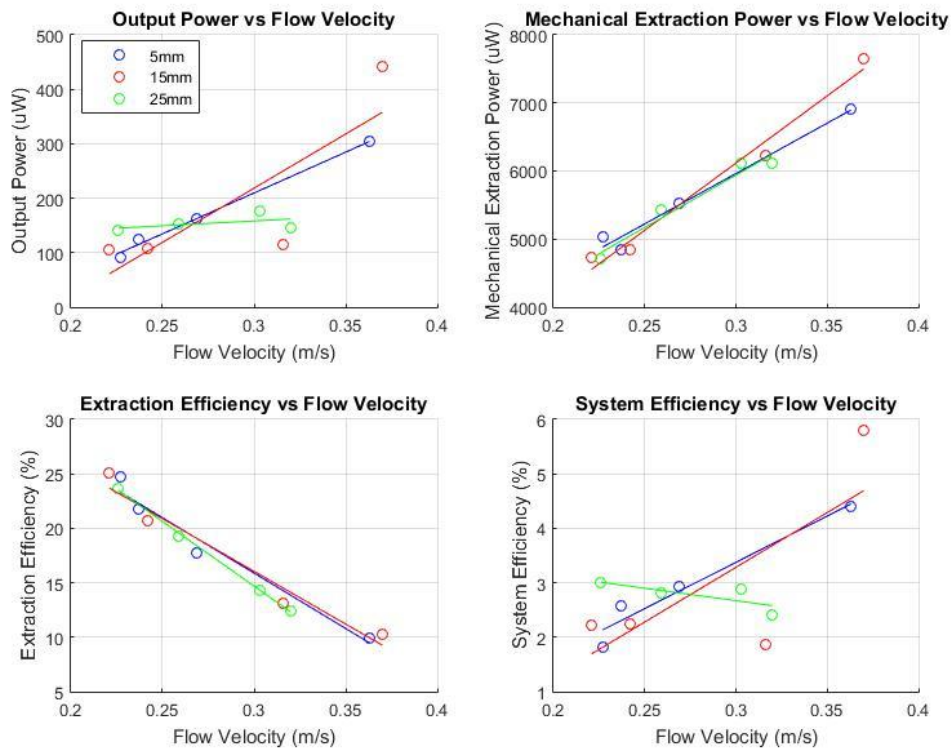 Output Power vs Flow Velocity
Output Power (uW)
500
400
300
200
100
0
5mm
15mm
25mm
0.2
0.25
0.3
0.35
0.4
Flow Velocity (m/s)
Mechanical Extraction Power vs Flow Velocity
Mechanical Extraction Power (uW)
8000
7000
6000
5000
4000
0.2
0.25
0.3
0.35
0.4
Flow Velocity (m/s)
Extraction Efficiency vs Flow Velocity
Extraction Efficiency (%)
30
25
20
15
10
5
0.2
0.25
0.3
0.35
0.4
Flow Velocity (m/s)
System Efficiency vs Flow Velocity
System Efficiency (%)
6
5
4
3
2
1
0.2
0.25
0.3
0.35
0.4
Flow Velocity (m/s)